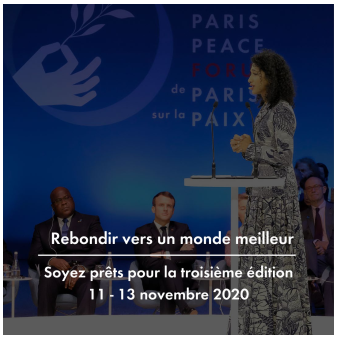 PARIS
PEACE
FORUM
de
PARIS
sur la
PAIX
Rebondir vers un monde meilleur
Soyez prêts pour la troisième édition
11 - 13 novembre 2020